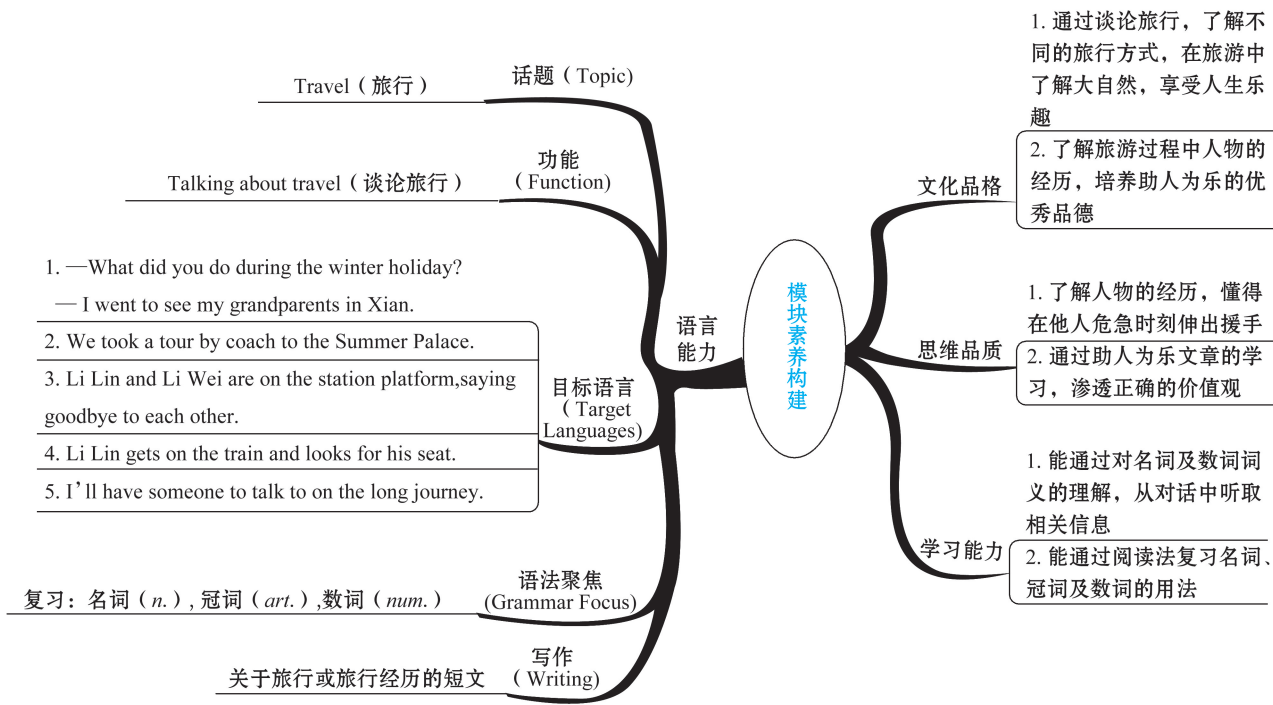 话题（Topic)
Travel（旅行）
功能
（Function)
Talking about travel（谈论旅行）
1. —What did you do during the winter holiday?
— I went to see my grandparents in Xian.
2. We took a tour by coach to the Summer Palace.
3. Li Lin and Li Wei are on the station platform,saying
goodbye to each other.
4. Li Lin gets on the train and looks for his seat.
5. I’ll have someone to talk to on the long journey.
目标语言
（Target
Languages)
语法聚焦
(Grammar Focus)
复习：名词（n.）, 冠词（art.）,数词（num.）
写作
（Writing)
关于旅行或旅行经历的短文
语言
能力
模块素养构建
文化品格
1. 通过谈论旅行，了解不
同的旅行方式，在旅游中
了解大自然，享受人生乐
趣
2. 了解旅游过程中人物的
经历，培养助人为乐的优
秀品德
思维品质
1. 了解人物的经历，懂得
在他人危急时刻伸出援手
2. 通过助人为乐文章的学
习，渗透正确的价值观
学习能力
1. 能通过对名词及数词词
义的理解，从对话中听取
相关信息
2. 能通过阅读法复习名词、
冠词及数词的用法